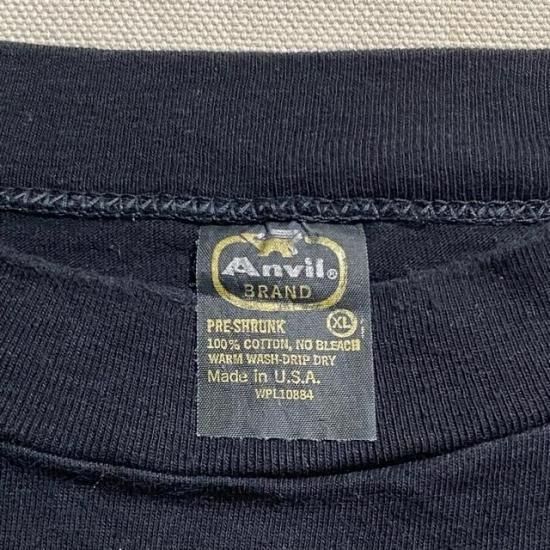 Anvil®
BRAND
PRE-SHRUNK XL
100% COTTON, NO BLEACH
WARM WASH-DRIP DRY
Made in U.S.A.
WPL10884